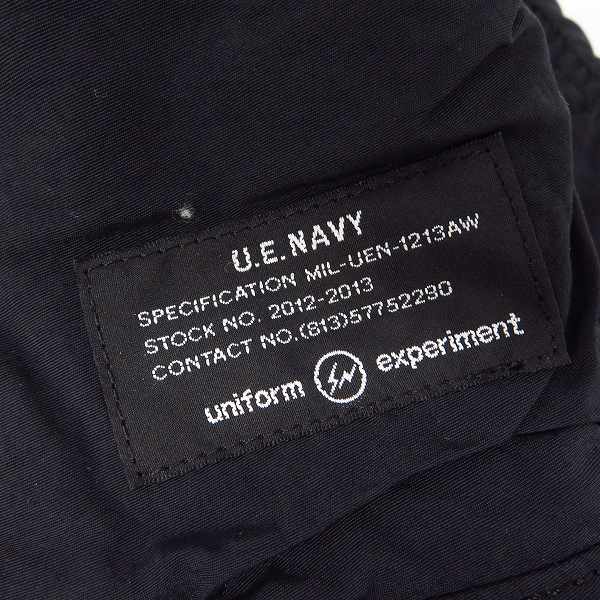 U.E.NAVY
SPECIFICATION MIL-UEN-1213AW
STOCK NO. 2012-2013
CONTACT NO.(813)57752290
uniform experiment